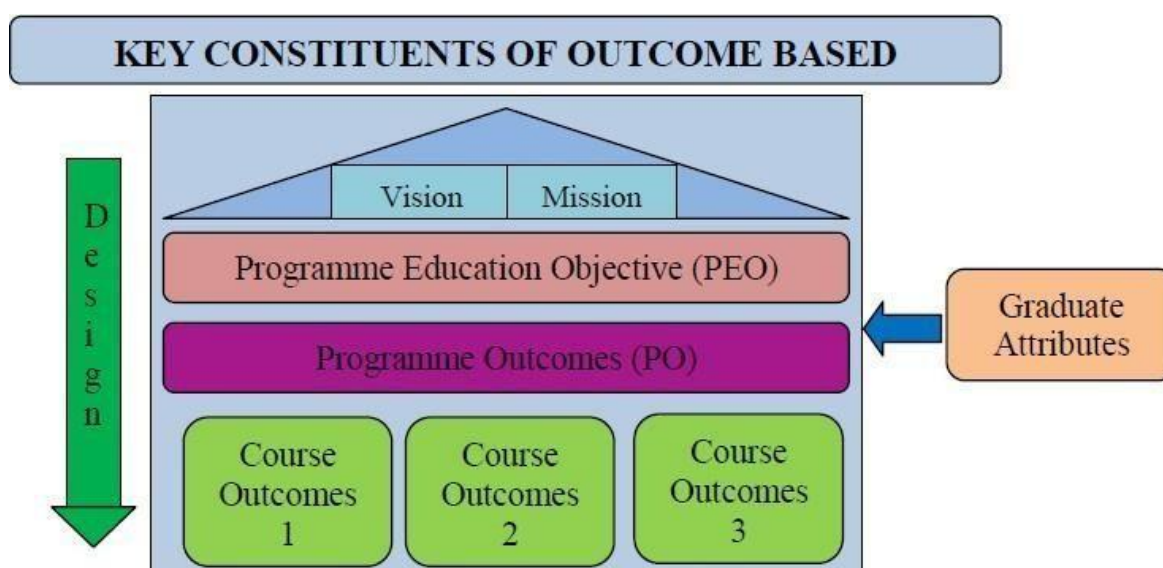 KEY CONSTITUENTS OF OUTCOME BASED
Design
Vision
Mission
Programme Education Objective (PEO)
Programme Outcomes (PO)
Graduate
Attributes
Course
Outcomes
1
Course
Outcomes
2
Course
Outcomes
3